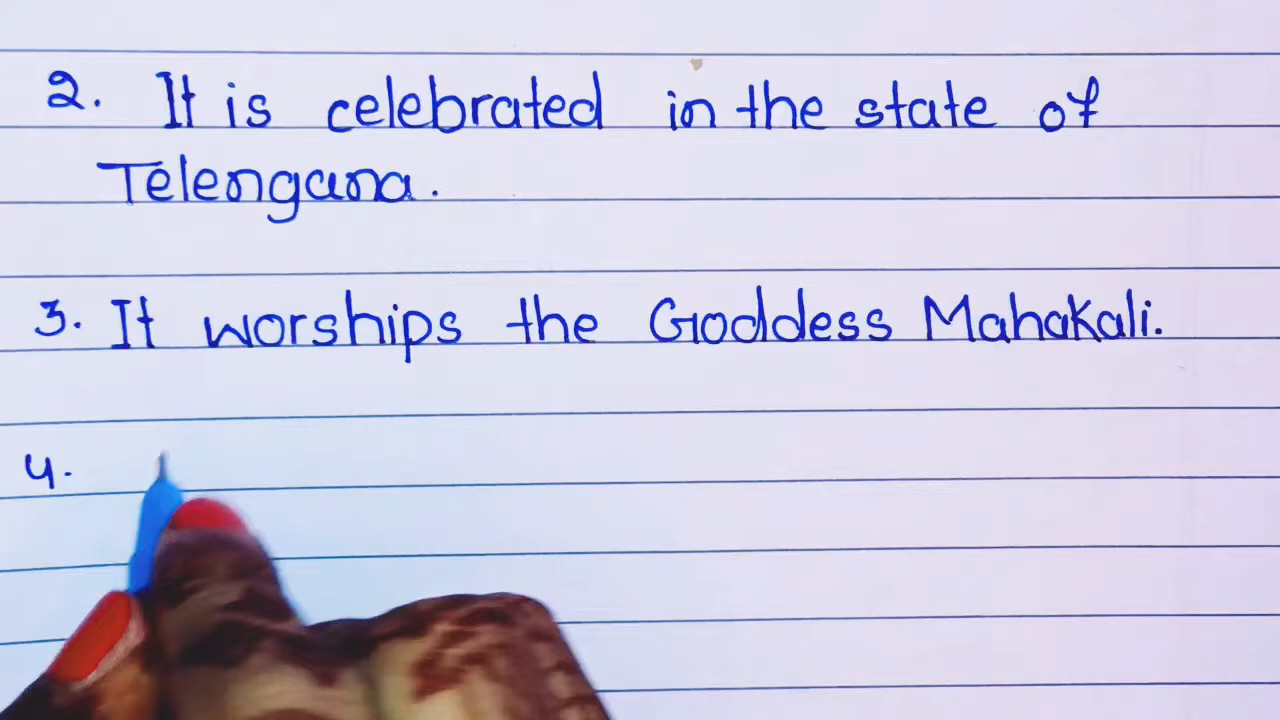 2. It is celebrated in the state of
Telengana.
3. It worships the Goddess Mahakali.
4.